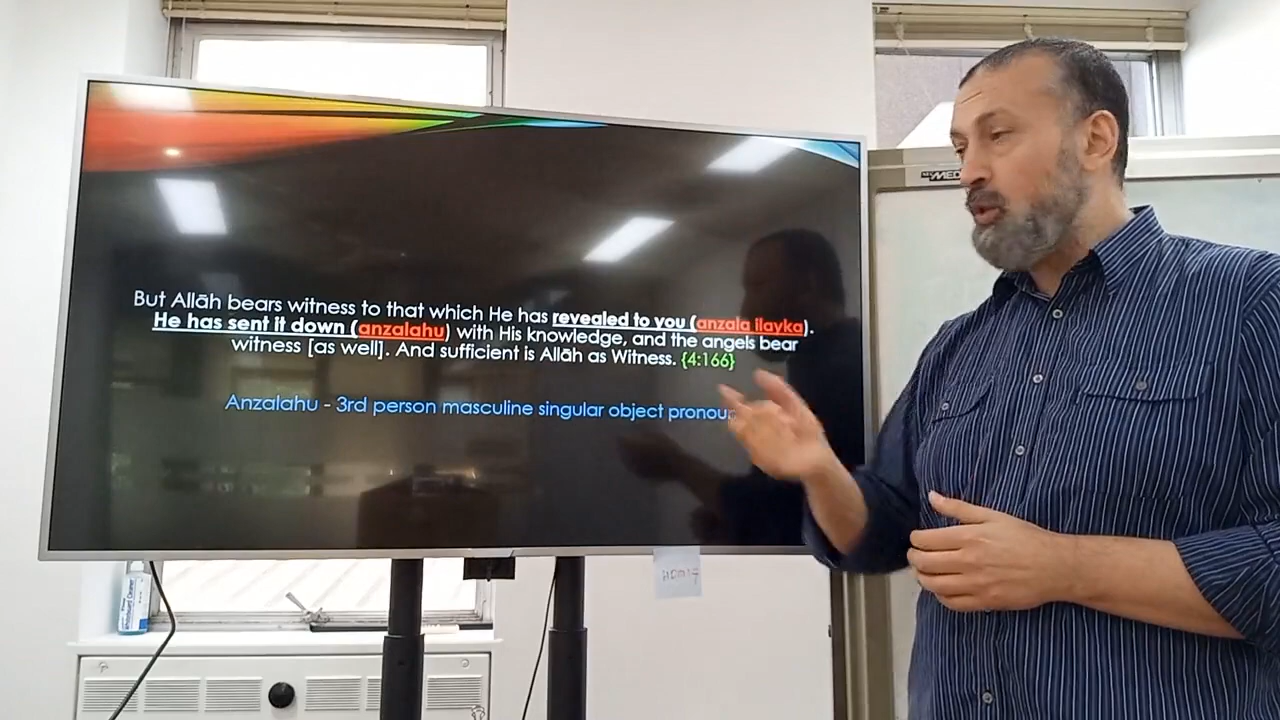 But Allāh bears witness to that which He has revealed to you (anzala ilayka).
He has sent it down (anzalahu) with His knowledge, and the angels bear
witness [as well]. And sufficient is Allāh as Witness. {4:166}
Anzalahu - 3rd person masculine singular object pronoun